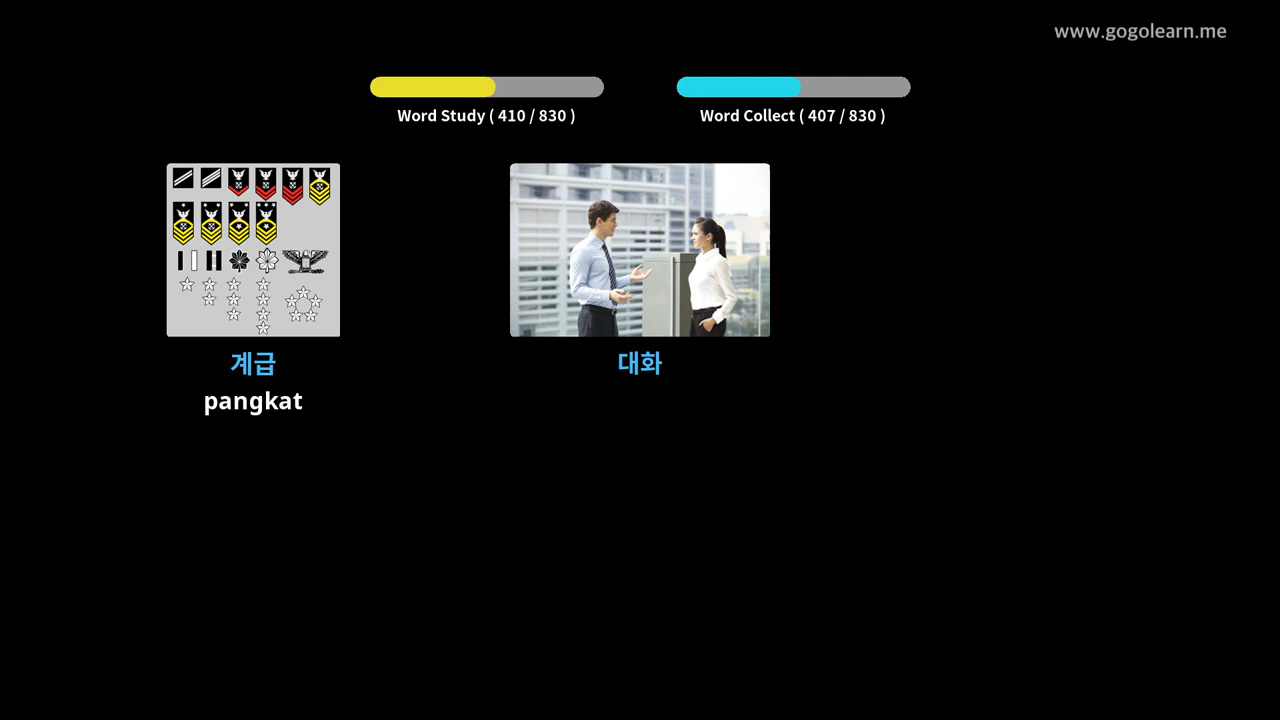 www.gogolearn.me
Word Study ( 410 / 830 )
Word Collect ( 407 / 830 )
계급
pangkat
대화